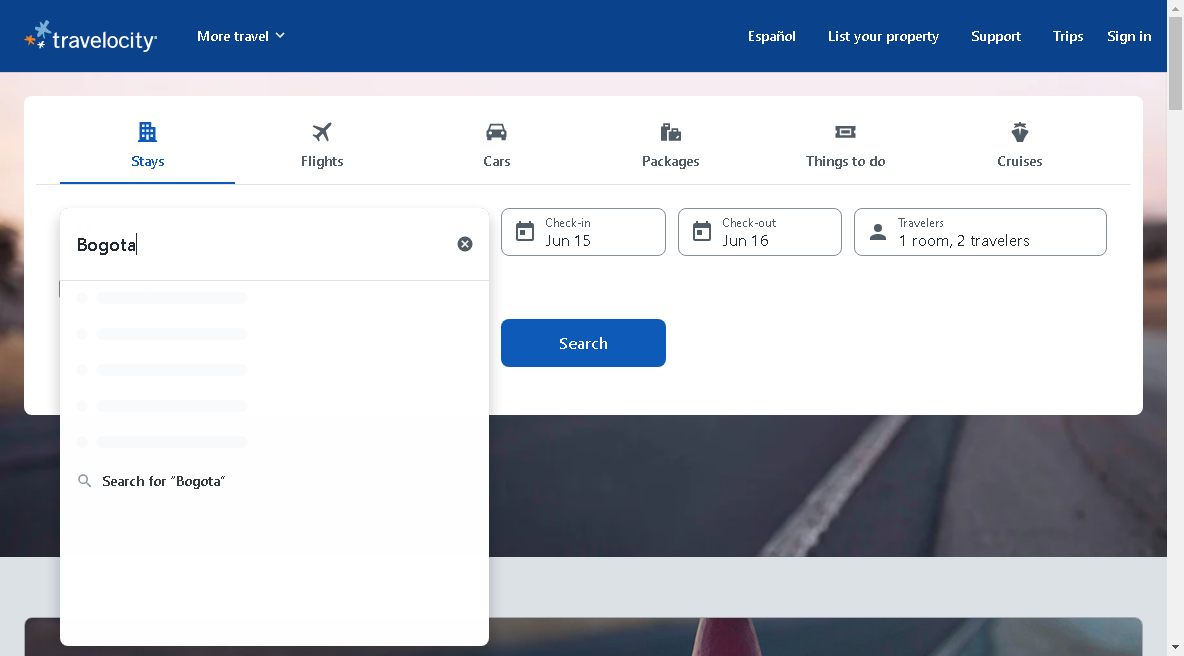 travelocity
More travel
Español
List your property
Support
Trips
Sign in
Stays
Flights
Cars
Packages
Things to do
Cruises
Bogota
Check-in
Jun 15
Check-out
Jun 16
Travelers
1 room, 2 travelers
Search
Search for "Bogota"